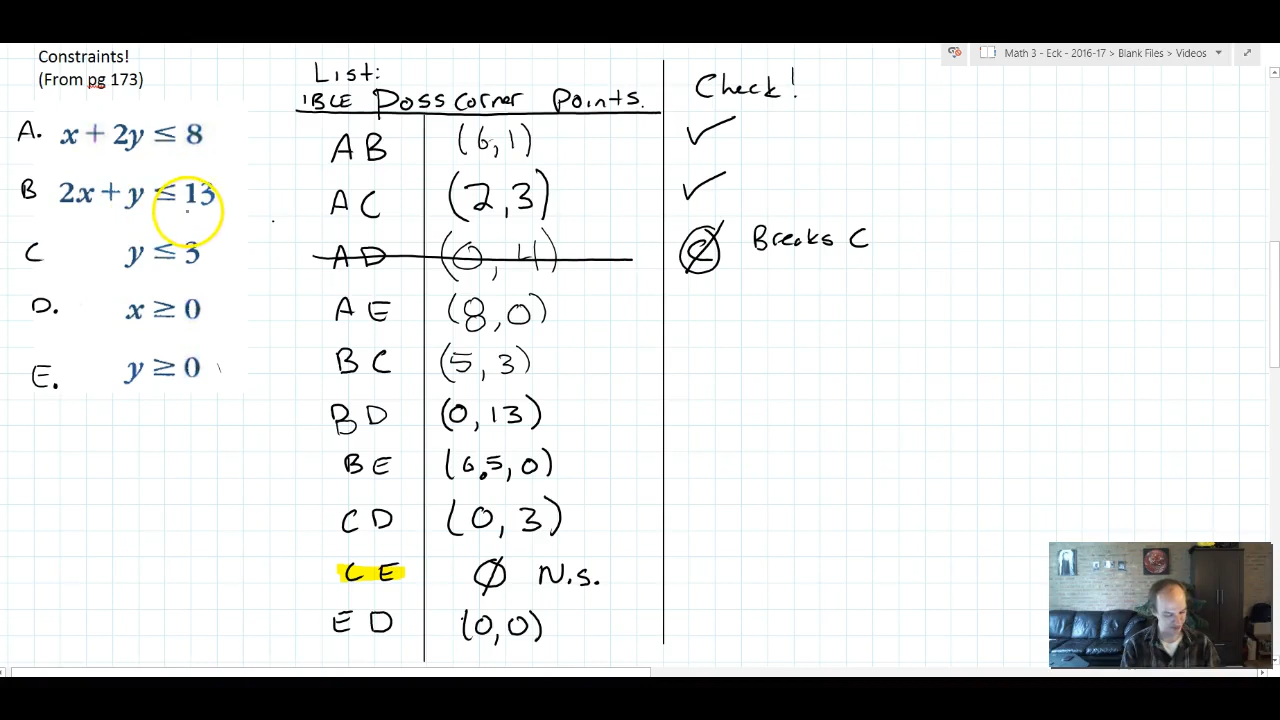 Constraints!
(From pg 173)
Math 3 - Eck - 2016-17 > Blank Files > Videos
A. x + 2y ≤ 8
B 2x + y ≤ 13
C y ≤ 3
D. x ≥ 0
E. y ≥ 0
List:
IBLE Poss Corner Points.
AB (6,1)
AC (2,3)
AD (0,4)
AE (8,0)
BC (5,3)
BD (0,13)
BE (6.5,0)
CD (0,3)
CE ∅ N.s.
ED (0,0)
Check!
✓
✓
C Breaks C